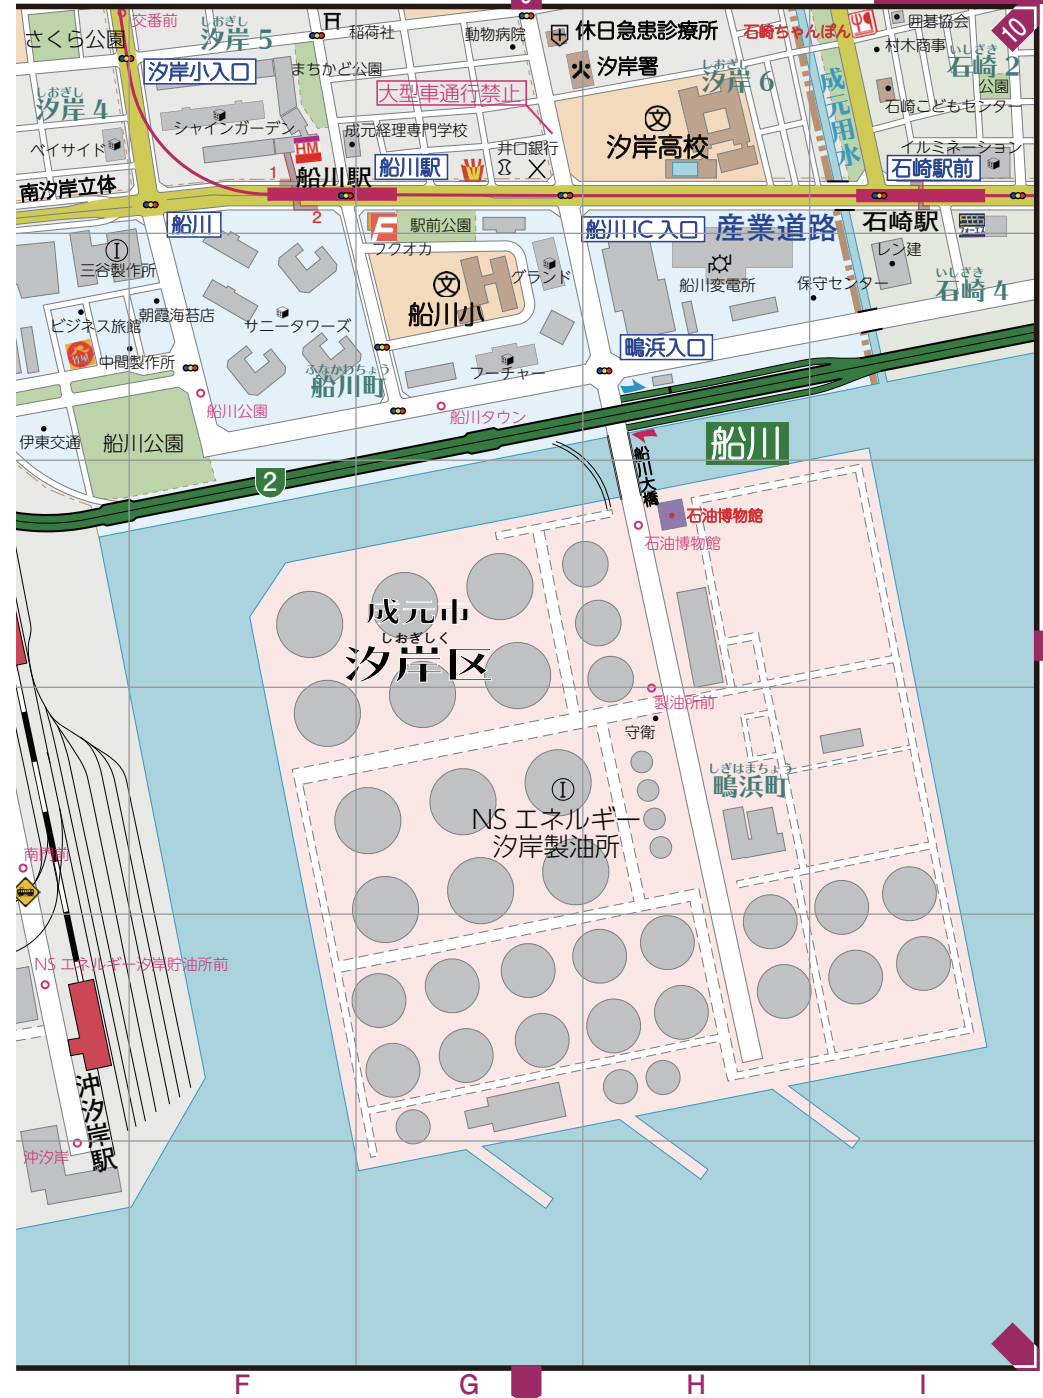 交番前
さくら公園
しおぎし
汐岸 5
稲荷社
動物病院
休日急患診療所
石崎ちゃんぽん
囲碁協会
10
村木商事
いしざき
石崎 2
汐岸小入口
まちかど公園
汐岸署
しおぎし
汐岸 6
公園
しおぎし
汐岸 4
大型車通行禁止
成元用水
石崎こどもセンター
シャインガーデン
成元経理専門学校
文
汐岸高校
ベイサイド
HM
井口銀行
イルミネーション
船川駅
石崎駅前
1
船川駅
南汐岸立体
2
船川
駅前公園
船川 IC 入口
産業道路
石崎駅
フクオカ
レン建
三谷製作所
文
グランド
船川変電所
保守センター
いしざき
石崎 4
朝霞海苔店
船川小
ビジネス旅館
サニータワーズ
鴫浜入口
中間製作所
フーチャー
ふなかわちょう
船川町
船川公園
船川タウン
伊東交通
船川公園
船川
2
船川大橋
石油博物館
石油博物館
成元市
しおぎしく
汐岸区
製油所前
守衛
しぎはまちょう
鴫浜町
NS エネルギー
汐岸製油所
南門前
NS エネルギー汐岸貯油所前
沖汐岸駅
沖汐岸
F
G
H
I